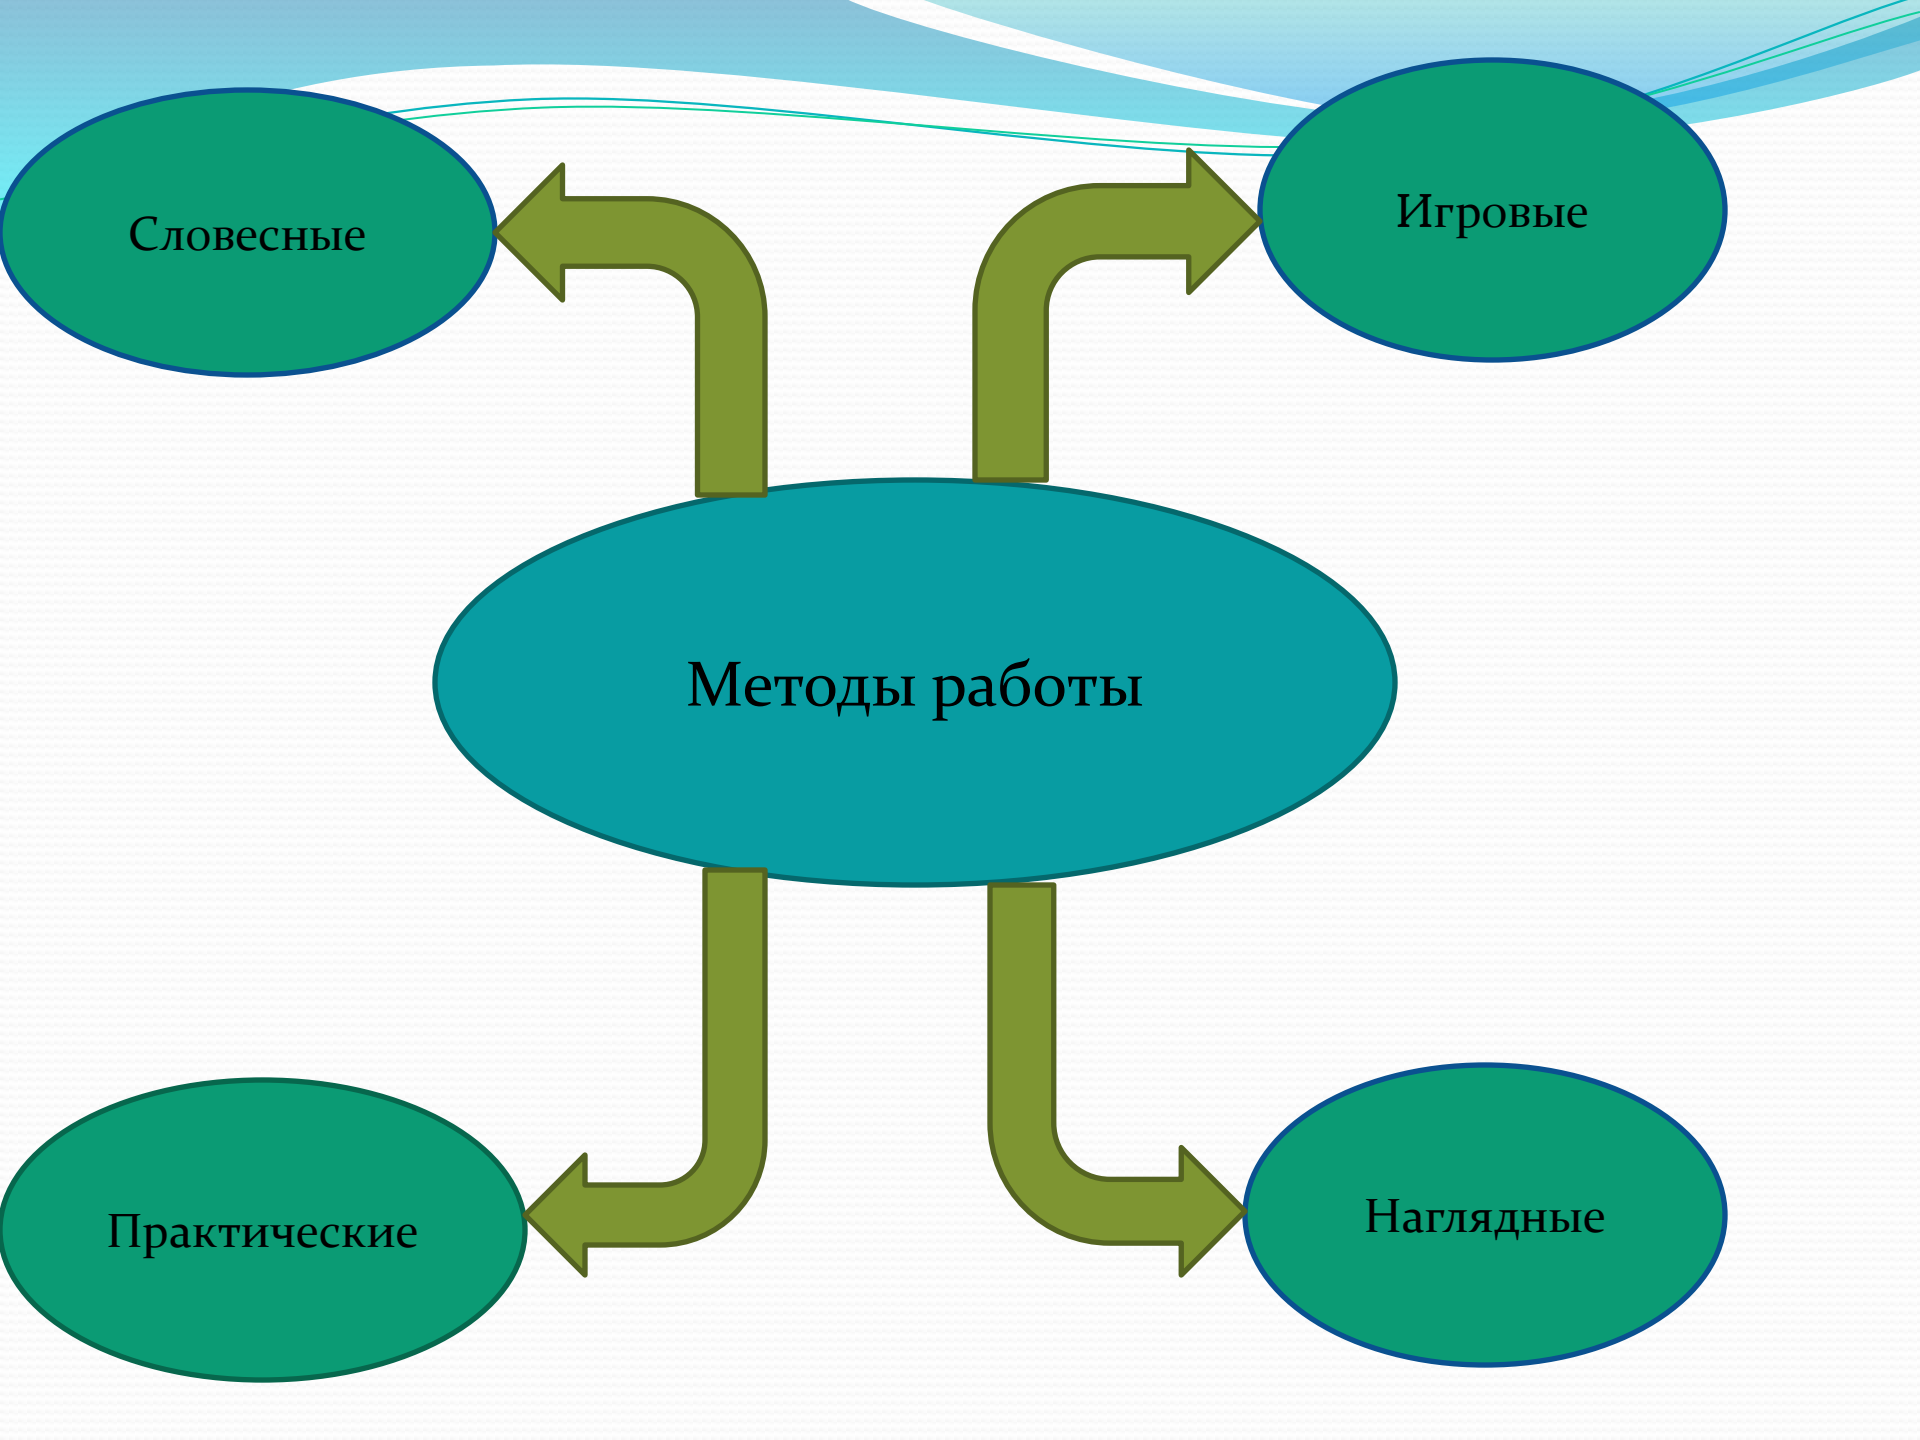 Словесные
Игровые
Методы работы
Практические
Наглядные